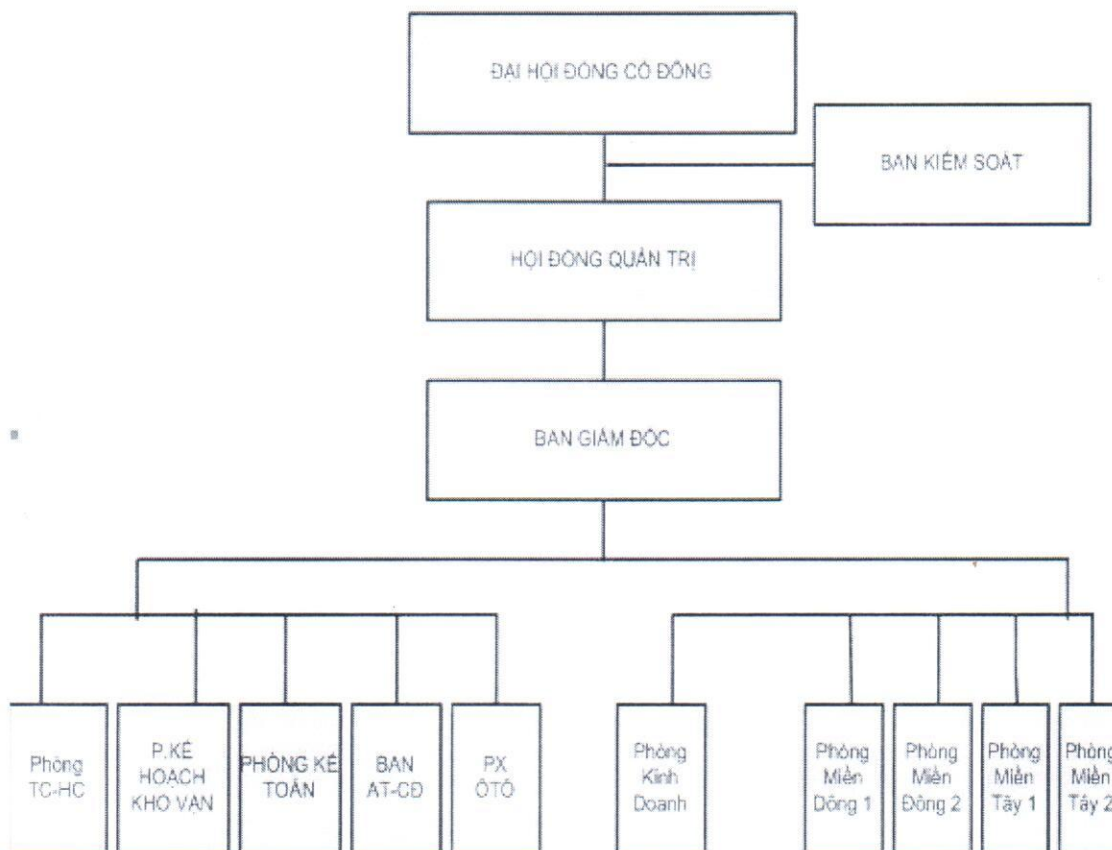 ĐẠI HỘI ĐỒNG CỔ ĐÔNG
BAN KIỂM SOÁT
HỘI ĐỒNG QUẢN TRỊ
BAN GIÁM ĐỐC
Phòng
TC-HC
P.KẾ
HOẠCH
KHO VẬN
PHÒNG KẾ
TOÁN
BAN
AT-CĐ
PX
ÔTÔ
Phòng
Kinh
Doanh
Phòng
Miền
Đông 1
Phòng
Miền
Đông 2
Phòng
Miền
Tây 1
Phòng
Miền
Tây 2